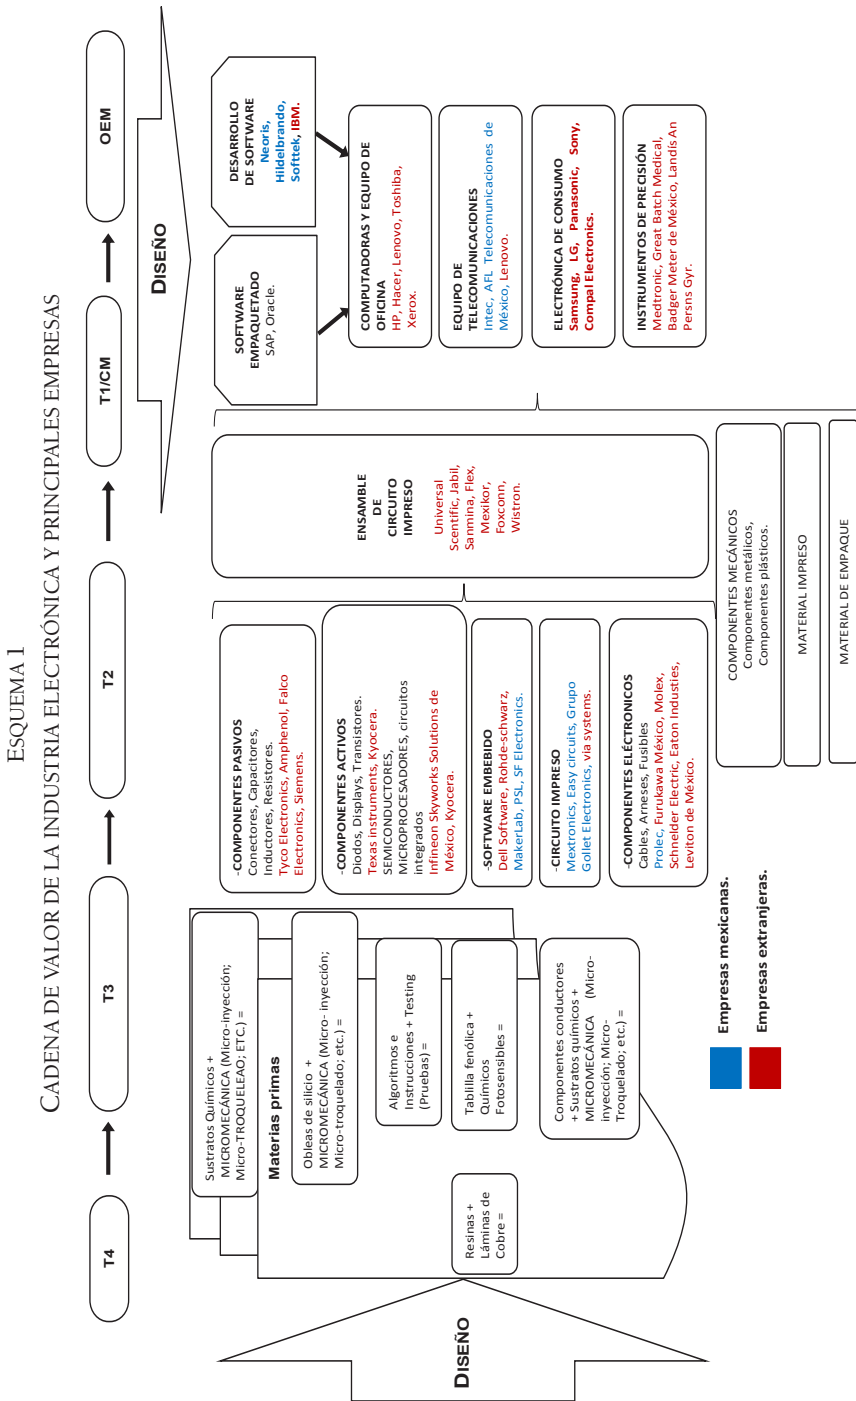 ESQUEMA 1
CADENA DE VALOR DE LA INDUSTRIA ELECTRÓNICA Y PRINCIPALES EMPRESAS
T4
T3
T2
T1/CM
OEM
DISEÑO
DISEÑO
Sustratos Químicos +
MICROMECÁNICA (Micro-inyección;
Micro-TROQUELEAO; ETC.) =
Materias primas
Obleas de silicio +
MICROMECÁNICA (Micro- inyección;
Micro-troquelado; etc.) =
Algoritmos e
Instrucciones + Testing
(Pruebas) =
Resinas +
Láminas de
Cobre =
Tablilla fenólica +
Químicos
Fotosensibles =
Componentes conductores
+ Sustratos químicos +
MICROMECÁNICA (Micro-
inyección; Micro-
Troquelado; etc.) =
-COMPONENTES PASIVOS
Conectores, Capacitores,
Inductores, Resistores.
Tyco Electronics, Amphenol, Falco
Electronics, Siemens.
-COMPONENTES ACTIVOS
Diodos, Displays, Transistores.
Texas instruments, Kyocera.
SEMICONDUCTORES,
MiCROPROCESADORES, circuitos
integrados
Infineon Skyworks Solutions de
México, Kyocera.
-SOFTWARE EMBEBIDO
Dell Software, Rohde-schwarz,
MakerLab, PSL, SF Electronics.
-CIRCUITO IMPRESO
Mextronics, Easy circuits, Grupo
Gollet Electronics, via systems.
-COMPONENTES ELÉCTRONICOS
Cables, Arneses, Fusibles
Prolec, Furukawa México, Molex,
Schnelder Electric, Eatom Industies,
Leviton de México.
ENSAMBLE
DE
CIRCUITO
IMPRESO
Universal
Scentific, Jabil,
Sanmina, Flex,
Mexikor,
Foxconn,
Wistron.
COMPONENTES MECÁNICOS
Componentes metálicos,
Componentes plásticos.
MATERIAL IMPRESO
MATERIAL DE EMPAQUE
SOFTWARE
EMPAQUETADO
SAP, Oracle.
DESARROLLO
DE SOFTWARE
Neoris,
Hildelbrando,
Softtek, IBM.
COMPUTADORAS Y EQUIPO DE
OFICINA
HP, Hacer, Lenovo, Toshiba,
Xerox.
EQUIPO DE
TELECOMUNICACIONES
Intec, AFL Telecomunicaciones de
México, Lenovo.
ELECTRÓNICA DE CONSUMO
Samsung, LG, Panasonic, Sony,
Compal Electronics.
INSTRUMENTOS DE PRECISIÓN
Medtronic, Great Batch Medical,
Badger Meter de México, Landís An
Persns Gyr.
Empresas mexicanas.
Empresas extranjeras.